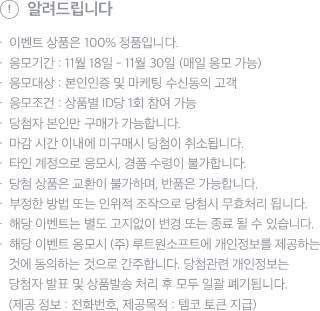 ! 알려드립니다
- 이벤트 상품은 100% 정품입니다.
- 응모기간 : 11월 18일 - 11월 30일 (매일 응모 가능)
- 응모대상 : 본인인증 및 마케팅 수신동의 고객
- 응모조건 : 상품별 ID당 1회 참여 가능
- 당첨자 본인만 구매가 가능합니다.
- 마감 시간 이내에 미구매시 당첨이 취소됩니다.
- 타인 계정으로 응모시, 경품 수령이 불가합니다.
- 당첨 상품은 교환이 불가하며, 반품은 가능합니다.
- 부정한 방법 또는 인위적 조작으로 당첨시 무효처리 됩니다.
- 해당 이벤트는 별도 고지없이 변경 또는 종료 될 수 있습니다.
- 해당 이벤트 응모시 (주) 루트원소프트에 개인정보를 제공하는
것에 동의하는 것으로 간주합니다. 당첨관련 개인정보는
당첨자 발표 및 상품발송 처리 후 모두 일괄 폐기됩니다.
(제공 정보 : 전화번호, 제공목적 : 템코 토큰 지급)